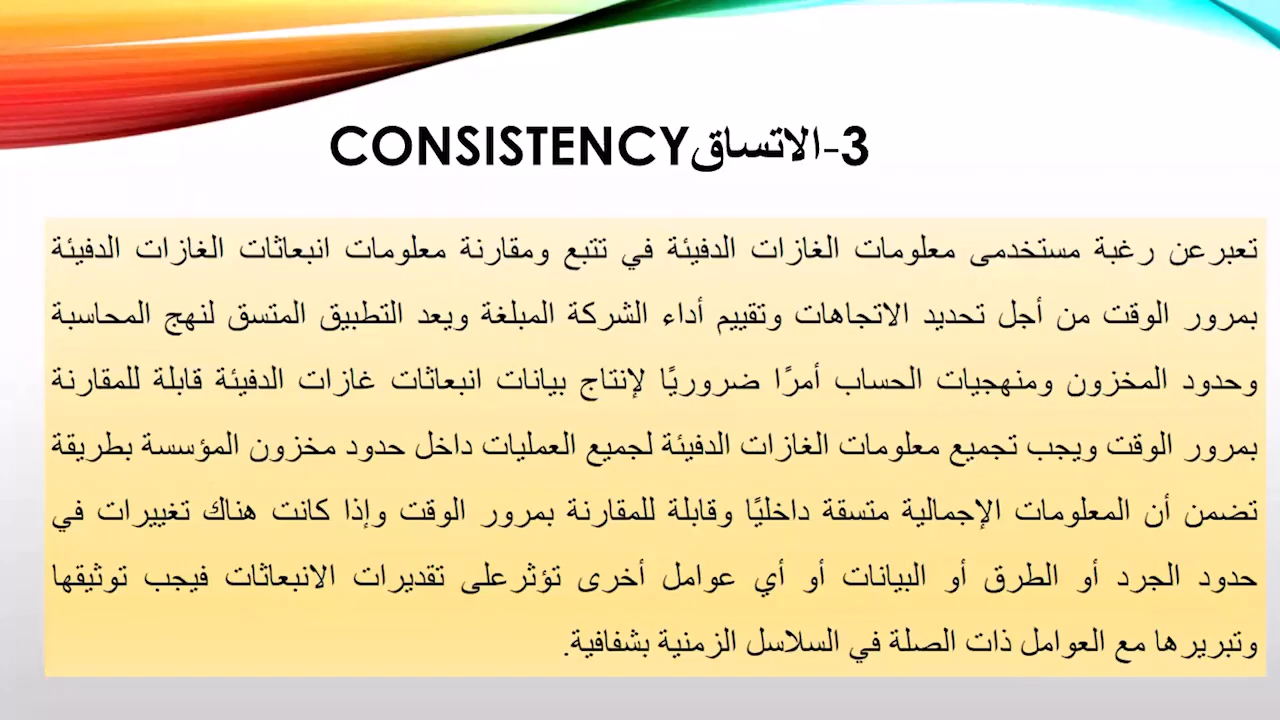 3-الاتساقCONSISTENCY
تعبرعن رغبة مستخدمى معلومات الغازات الدفيئة في تتبع ومقارنة معلومات انبعاثات الغازات الدفيئة
بمرور الوقت من أجل تحديد الاتجاهات وتقييم أداء الشركة المبلغة ويعد التطبيق المتسق لنهج المحاسبة
وحدود المخزون ومنهجيات الحساب أمرًا ضروريًا لإنتاج بيانات انبعاثات غازات الدفيئة قابلة للمقارنة
بمرور الوقت ويجب تجميع معلومات الغازات الدفيئة لجميع العمليات داخل حدود مخزون المؤسسة بطريقة
تضمن أن المعلومات الإجمالية متسقة داخليًا وقابلة للمقارنة بمرور الوقت وإذا كانت هناك تغييرات في
حدود الجرد أو الطرق أو البيانات أو أي عوامل أخرى تؤثرعلى تقديرات الانبعاثات فيجب توثيقها
وتبريرها مع العوامل ذات الصلة في السلاسل الزمنية بشفافية.